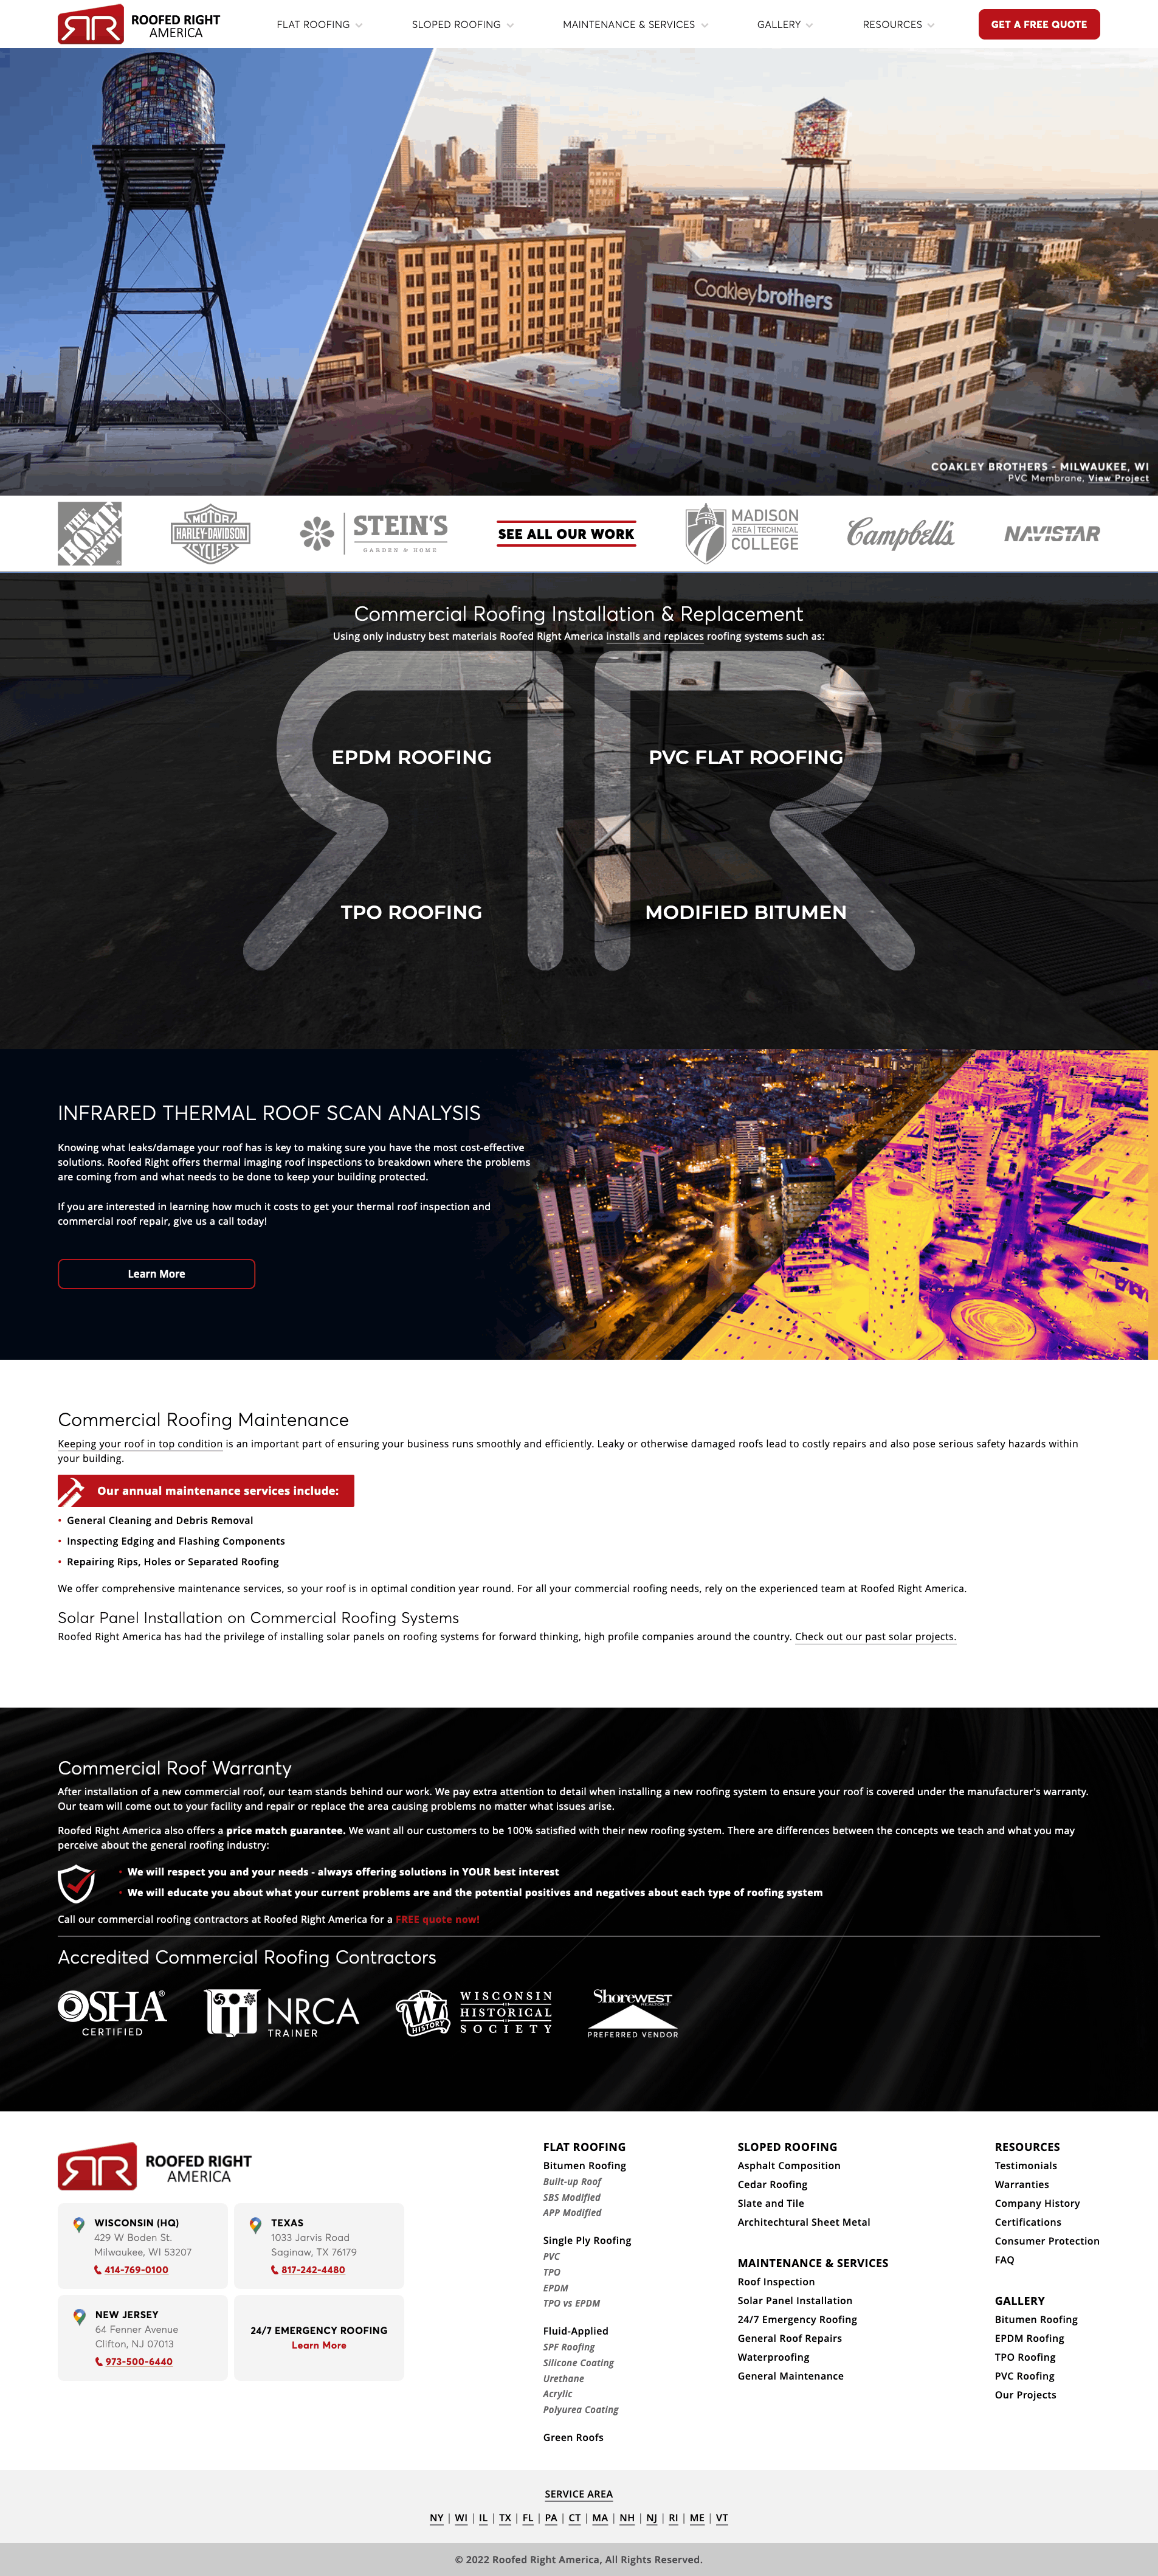 ROOFED RIGHT
AMERICA
FLAT ROOFING
SLOPED ROOFING
MAINTENANCE & SERVICES
GALLERY
RESOURCES
GET A FREE QUOTE
Coakleybrothers
COAKLEY BROTHERS - MILWAUKEE, WI
PVC Membrane, View Project
THE HOME DEPOT
MOTOR
HARLEY-DAVIDSON
CYCLES
STEIN'S
GARDEN & HOME
SEE ALL OUR WORK
MADISON
AREA | TECHNICAL
COLLEGE
Campbell's
NAVISTAR
Commercial Roofing Installation & Replacement
Using only industry best materials Roofed Right America installs and replaces roofing systems such as:
EPDM ROOFING
PVC FLAT ROOFING
TPO ROOFING
MODIFIED BITUMEN
INFRARED THERMAL ROOF SCAN ANALYSIS
Knowing what leaks/damage your roof has is key to making sure you have the most cost-effective
solutions. Roofed Right offers thermal imaging roof inspections to breakdown where the problems
are coming from and what needs to be done to keep your building protected.
If you are interested in learning how much it costs to get your thermal roof inspection and
commercial roof repair, give us a call today!
Learn More
Commercial Roofing Maintenance
Keeping your roof in top condition is an important part of ensuring your business runs smoothly and efficiently. Leaky or otherwise damaged roofs lead to costly repairs and also pose serious safety hazards within
your building.
Our annual maintenance services include:
• General Cleaning and Debris Removal
• Inspecting Edging and Flashing Components
• Repairing Rips, Holes or Separated Roofing
We offer comprehensive maintenance services, so your roof is in optimal condition year round. For all your commercial roofing needs, rely on the experienced team at Roofed Right America.
Solar Panel Installation on Commercial Roofing Systems
Roofed Right America has had the privilege of installing solar panels on roofing systems for forward thinking, high profile companies around the country. Check out our past solar projects.
Commercial Roof Warranty
After installation of a new commercial roof, our team stands behind our work. We pay extra attention to detail when installing a new roofing system to ensure your roof is covered under the manufacturer's warranty.
Our team will come out to your facility and repair or replace the area causing problems no matter what issues arise.
Roofed Right America also offers a price match guarantee. We want all our customers to be 100% satisfied with their new roofing system. There are differences between the concepts we teach and what you may
perceive about the general roofing industry:
• We will respect you and your needs - always offering solutions in YOUR best interest
• We will educate you about what your current problems are and the potential positives and negatives about each type of roofing system
Call our commercial roofing contractors at Roofed Right America for a FREE quote now!
Accredited Commercial Roofing Contractors
OSHA®
CERTIFIED
NRCA
TRAINER
W
HISTORY
WISCONSIN
HISTORICAL
SOCIETY
Shorewest
REALTORS
PREFERRED VENDOR
ROOFED RIGHT
AMERICA
WISCONSIN (HQ)
429 W Boden St.
Milwaukee, WI 53207
414-769-0100
TEXAS
1033 Jarvis Road
Saginaw, TX 76179
817-242-4480
NEW JERSEY
64 Fenner Avenue
Clifton, NJ 07013
973-500-6440
24/7 EMERGENCY ROOFING
Learn More
FLAT ROOFING
Bitumen Roofing
Built-up Roof
SBS Modified
APP Modified
Single Ply Roofing
PVC
TPO
EPDM
TPO vs EPDM
Fluid-Applied
SPF Roofing
Silicone Coating
Urethane
Acrylic
Polyurea Coating
Green Roofs
SLOPED ROOFING
Asphalt Composition
Cedar Roofing
Slate and Tile
Architechtural Sheet Metal
MAINTENANCE & SERVICES
Roof Inspection
Solar Panel Installation
24/7 Emergency Roofing
General Roof Repairs
Waterproofing
General Maintenance
RESOURCES
Testimonials
Warranties
Company History
Certifications
Consumer Protection
FAQ
GALLERY
Bitumen Roofing
EPDM Roofing
TPO Roofing
PVC Roofing
Our Projects
SERVICE AREA
NY | WI | IL | TX | FL | PA | CT | MA | NH | NJ | RI | ME | VT
© 2022 Roofed Right America, All Rights Reserved.